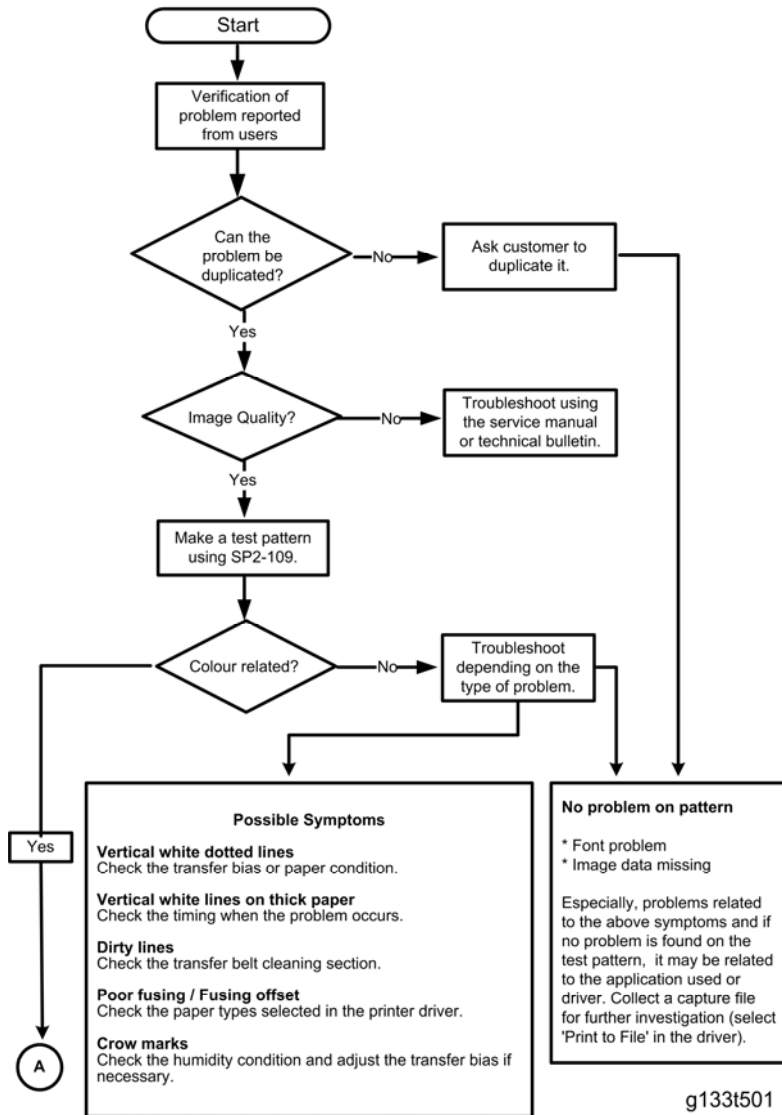 Start
Verification of
problem reported
from users
Can the
problem be
duplicated?
No
Ask customer to
duplicate it.
Yes
Image Quality?
No
Troubleshoot using
the service manual
or technical bulletin.
Yes
Make a test pattern
using SP2-109.
Colour related?
No
Troubleshoot
depending on the
type of problem.
Yes
A
Possible Symptoms
Vertical white dotted lines
Check the transfer bias or paper condition.
Vertical white lines on thick paper
Check the timing when the problem occurs.
Dirty lines
Check the transfer belt cleaning section.
Poor fusing / Fusing offset
Check the paper types selected in the printer driver.
Crow marks
Check the humidity condition and adjust the transfer bias if
necessary.
No problem on pattern
* Font problem
* Image data missing
Especially, problems related
to the above symptoms and if
no problem is found on the
test pattern, it may be related
to the application used or
driver. Collect a capture file
for further investigation (select
'Print to File' in the driver).
g133t501